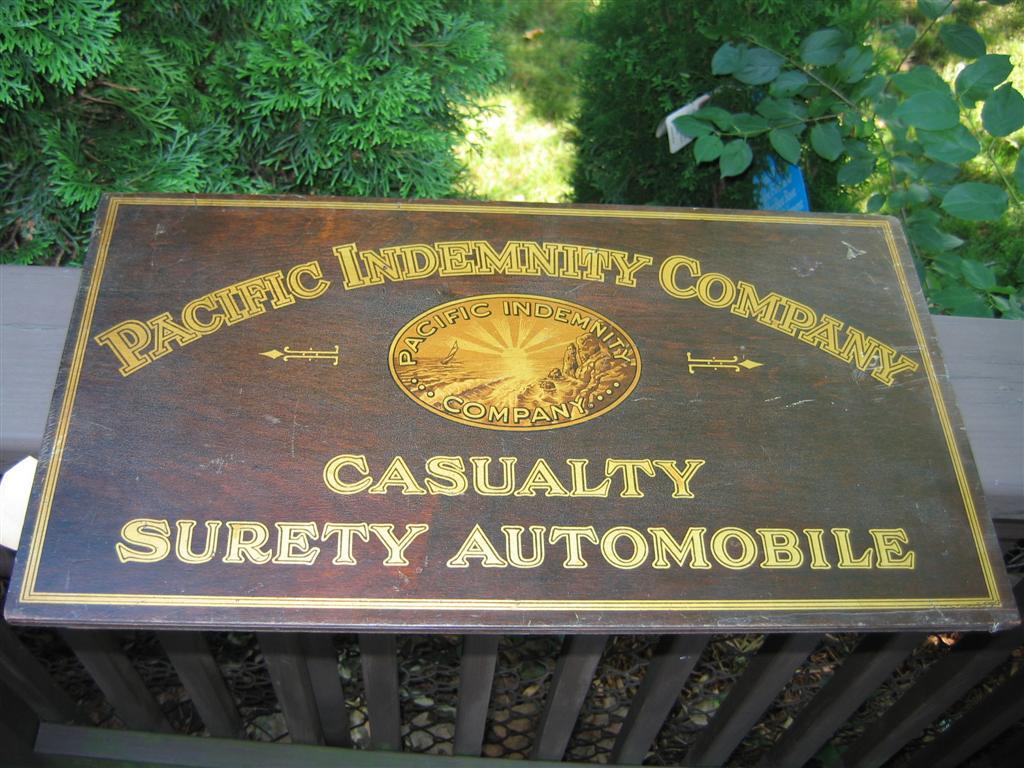 PACIFIC INDEMNITY COMPANY
PACIFIC INDEMNITY
COMPANY
CASUALTY
SURETY AUTOMOBILE